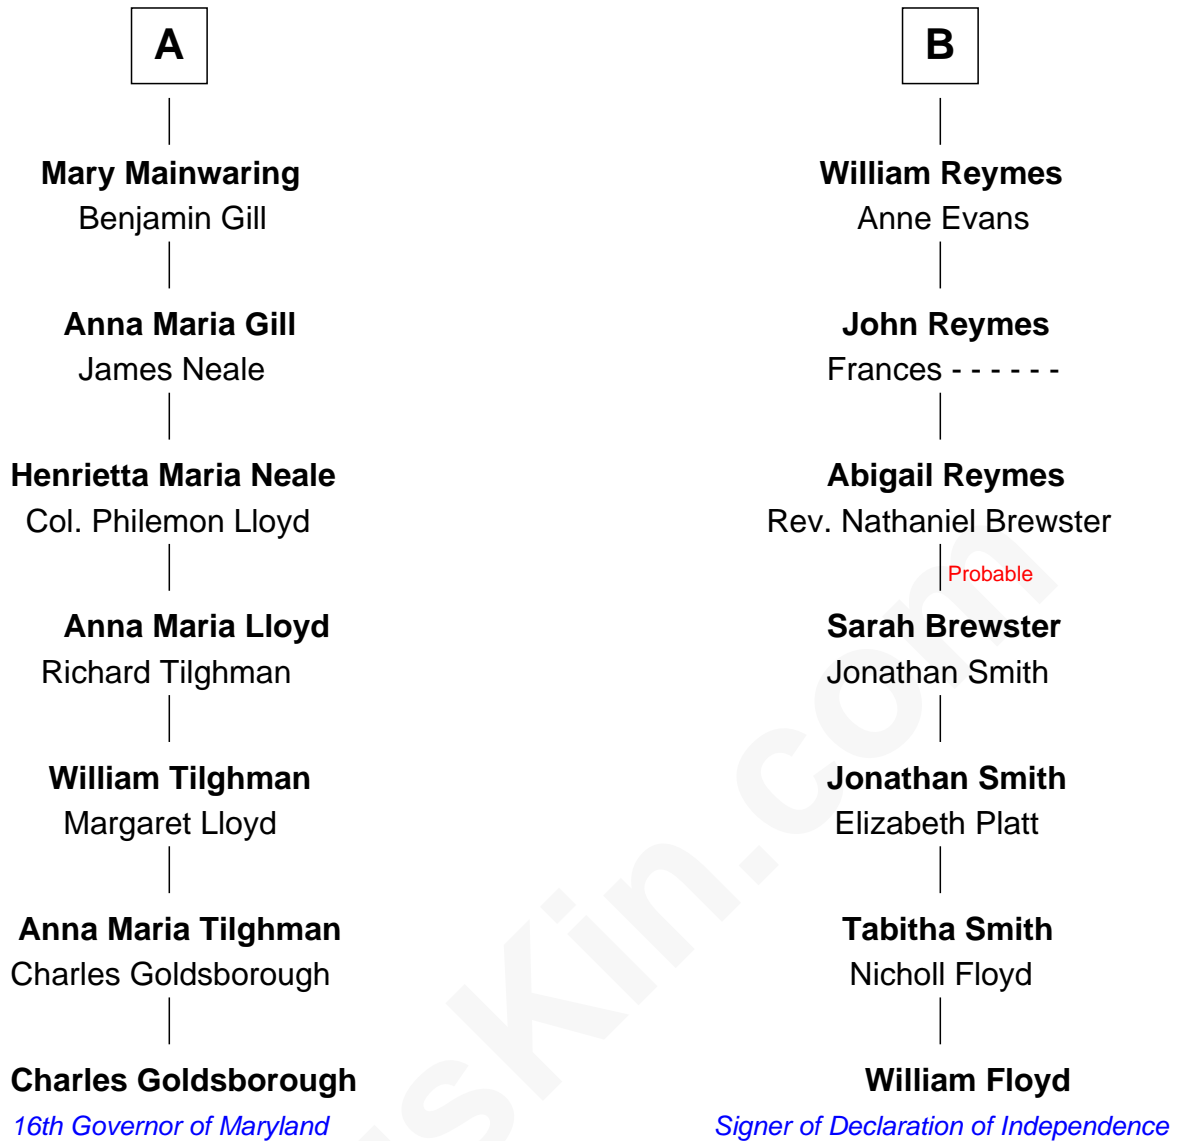 A
B
Mary Mainwaring
William Reymes
Benjamin Gill
Anne Evans
Anna Maria Gill
John Reymes
James Neale
Frances - - - - - -
Henrietta Maria Neale
Abigail Reymes
Col. Philemon Lloyd
Rev. Nathaniel Brewster
Probable
Anna Maria Lloyd
Sarah Brewster
Richard Tilghman
Jonathan Smith
William Tilghman
Jonathan Smith
Margaret Lloyd
Elizabeth Platt
Anna Maria Tilghman
Tabitha Smith
Charles Goldsborough
Nicholl Floyd
Charles Goldsborough
William Floyd
16th Governor of Maryland
Signer of Declaration of Independence
sKin.com